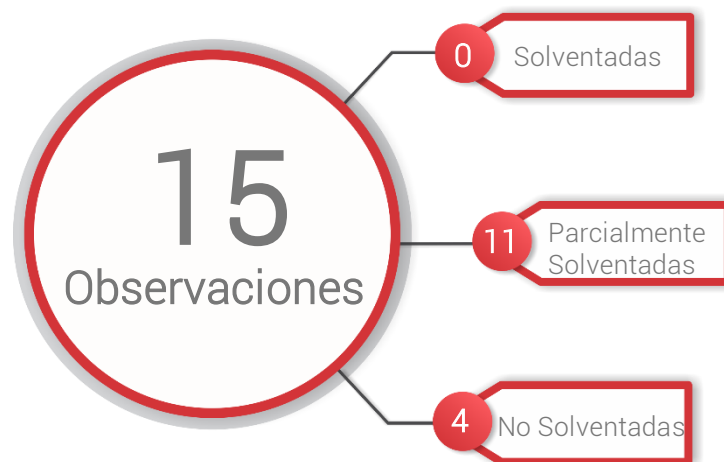 15
Observaciones
0
Solventadas
11
Parcialmente
Solventadas
4
No Solventadas